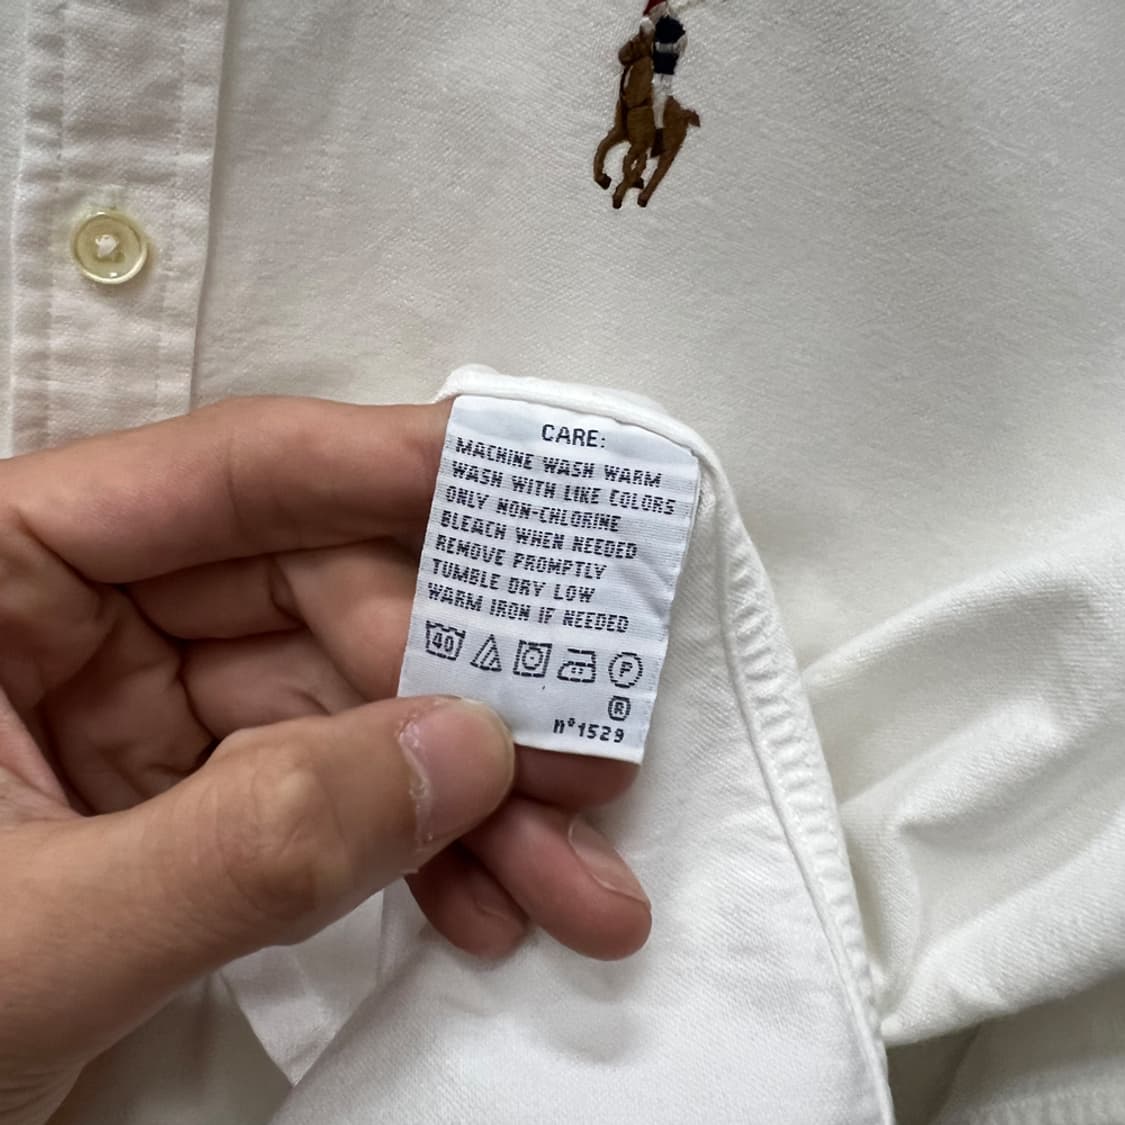 CARE:
MACHINE WASH WARM
WASH WITH LIKE COLORS
ONLY NON-CHLORINE
BLEACH WHEN NEEDED
REMOVE PROMPTLY
TUMBLE DRY LOW
WARM IRON IF NEEDED
40 P
®
n°1529